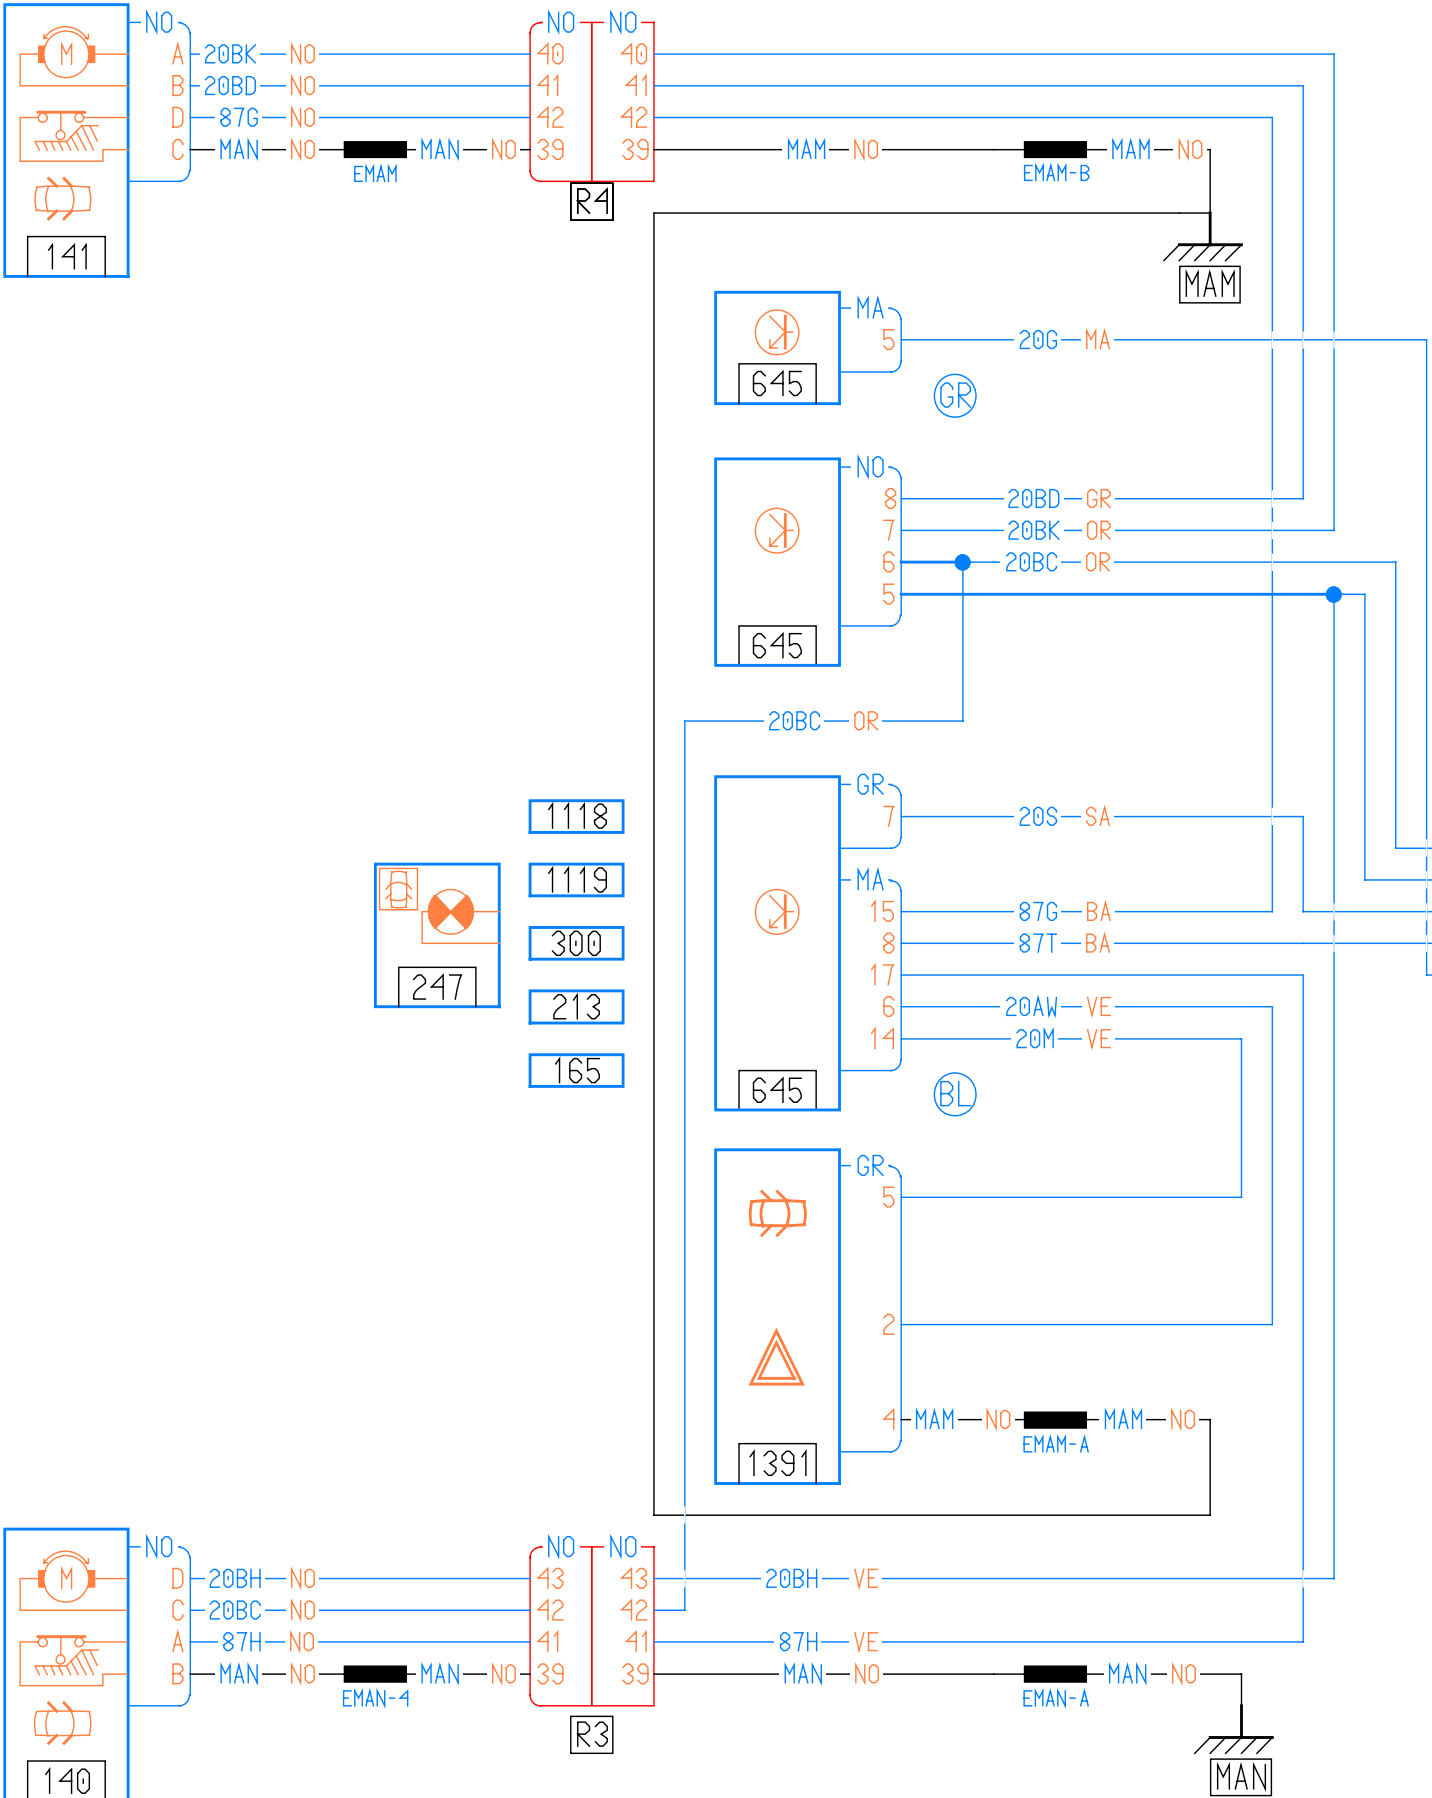 NO NO NO
M A 20BK NO 40 40
B 20BD NO 41 41
D 87G NO 42 42
C MAN NO MAN NO 39 39 MAM NO MAM NO
EMAM EMAM-B
R4
141
MAM
MA
5 20G MA
645
GR
NO
8 20BD GR
7 20BK OR
6 20BC OR
5
645
20BC OR
GR
1118 7 20S SA
1119 MA
15 87G BA
300 8 87T BA
247 17
213 6 20AW VE
14 20M VE
165 645
BL
GR
5
2
4 MAM NO MAM NO
EMAM-A
1391
NO NO NO
M D 20BH NO 43 43 20BH VE
C 20BC NO 42 42
A 87H NO 41 41 87H VE
B MAN NO MAN NO 39 39 MAN NO MAN NO
EMAN-4 EMAN-A
R3
140 MAN